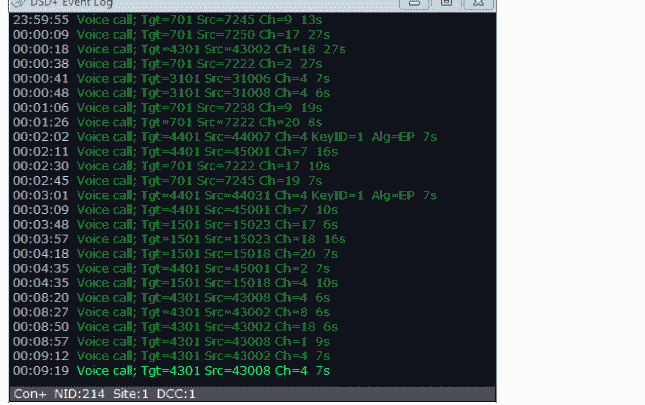 DSD+ Event Log
23:59:55 Voice call; Tgt=701 Src=7245 Ch=9 13s
00:00:09 Voice call; Tgt=701 Src=7250 Ch=17 27s
00:00:18 Voice call; Tgt=4301 Src=43002 Ch=18 27s
00:00:38 Voice call; Tgt=701 Src=7222 Ch=2 27s
00:00:41 Voice call; Tgt=3101 Src=31006 Ch=4 7s
00:00:48 Voice call; Tgt=3101 Src=31008 Ch=4 6s
00:01:06 Voice call; Tgt=701 Src=7238 Ch=9 19s
00:01:26 Voice call; Tgt=701 Src=7222 Ch=20 8s
00:02:02 Voice call; Tgt=4401 Src=44007 Ch=4 KeyID=1 Alg=EP 7s
00:02:11 Voice call; Tgt=4401 Src=45001 Ch=7 16s
00:02:30 Voice call; Tgt=701 Src=7222 Ch=17 10s
00:02:45 Voice call; Tgt=701 Src=7245 Ch=19 7s
00:03:01 Voice call; Tgt=4401 Src=44031 Ch=4 KeyID=1 Alg=EP 7s
00:03:09 Voice call; Tgt=4401 Src=45001 Ch=7 10s
00:03:48 Voice call; Tgt=1501 Src=15023 Ch=17 6s
00:03:57 Voice call; Tgt=1501 Src=15023 Ch=18 16s
00:04:18 Voice call; Tgt=1501 Src=15018 Ch=20 7s
00:04:35 Voice call; Tgt=4401 Src=45001 Ch=2 7s
00:05:35 Voice call; Tgt=1501 Src=15018 Ch=4 10s
00:08:20 Voice call; Tgt=4301 Src=43008 Ch=4 6s
00:08:27 Voice call; Tgt=4301 Src=43002 Ch=8 6s
00:08:50 Voice call; Tgt=4301 Src=43002 Ch=18 6s
00:08:57 Voice call; Tgt=4301 Src=43008 Ch=1 9s
00:09:12 Voice call; Tgt=4301 Src=43002 Ch=4 7s
00:09:19 Voice call; Tgt=4301 Src=43008 Ch=4 7s
Con+ NID:214 Site:1 DCC:1